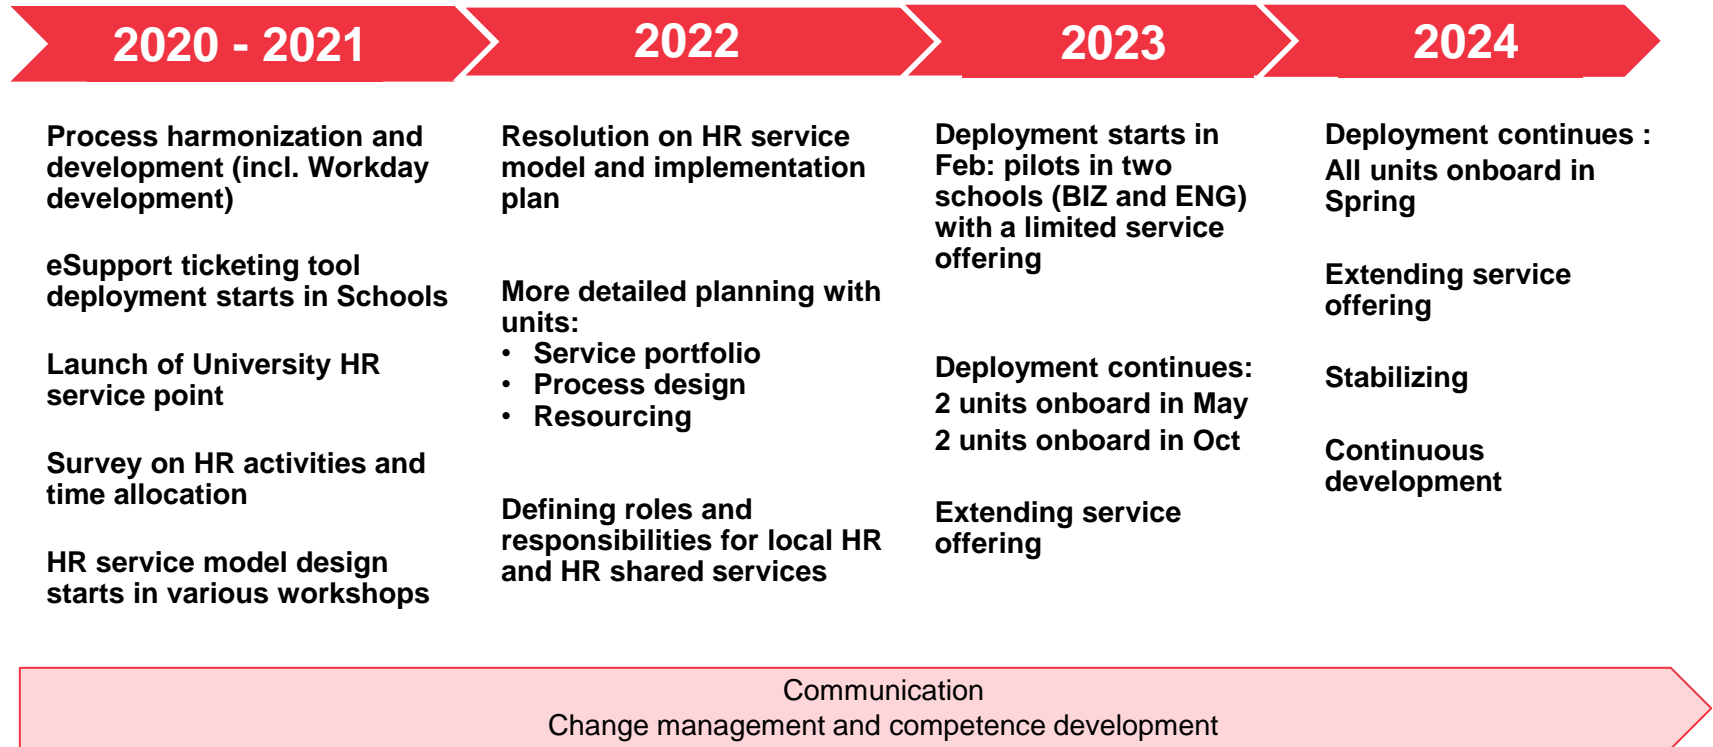 2020 - 2021
2022
2023
2024
Process harmonization and
development (incl. Workday
development)
eSupport ticketing tool
deployment starts in Schools
Launch of University HR
service point
Survey on HR activities and
time allocation
HR service model design
starts in various workshops
Resolution on HR service
model and implementation
plan
More detailed planning with
units:
• Service portfolio
• Process design
• Resourcing
Defining roles and
responsibilities for local HR
and HR shared services
Deployment starts in
Feb: pilots in two
schools (BIZ and ENG)
with a limited service
offering
Deployment continues:
2 units onboard in May
2 units onboard in Oct
Extending service
offering
Deployment continues :
All units onboard in
Spring
Extending service
offering
Stabilizing
Continuous
development
Communication
Change management and competence development